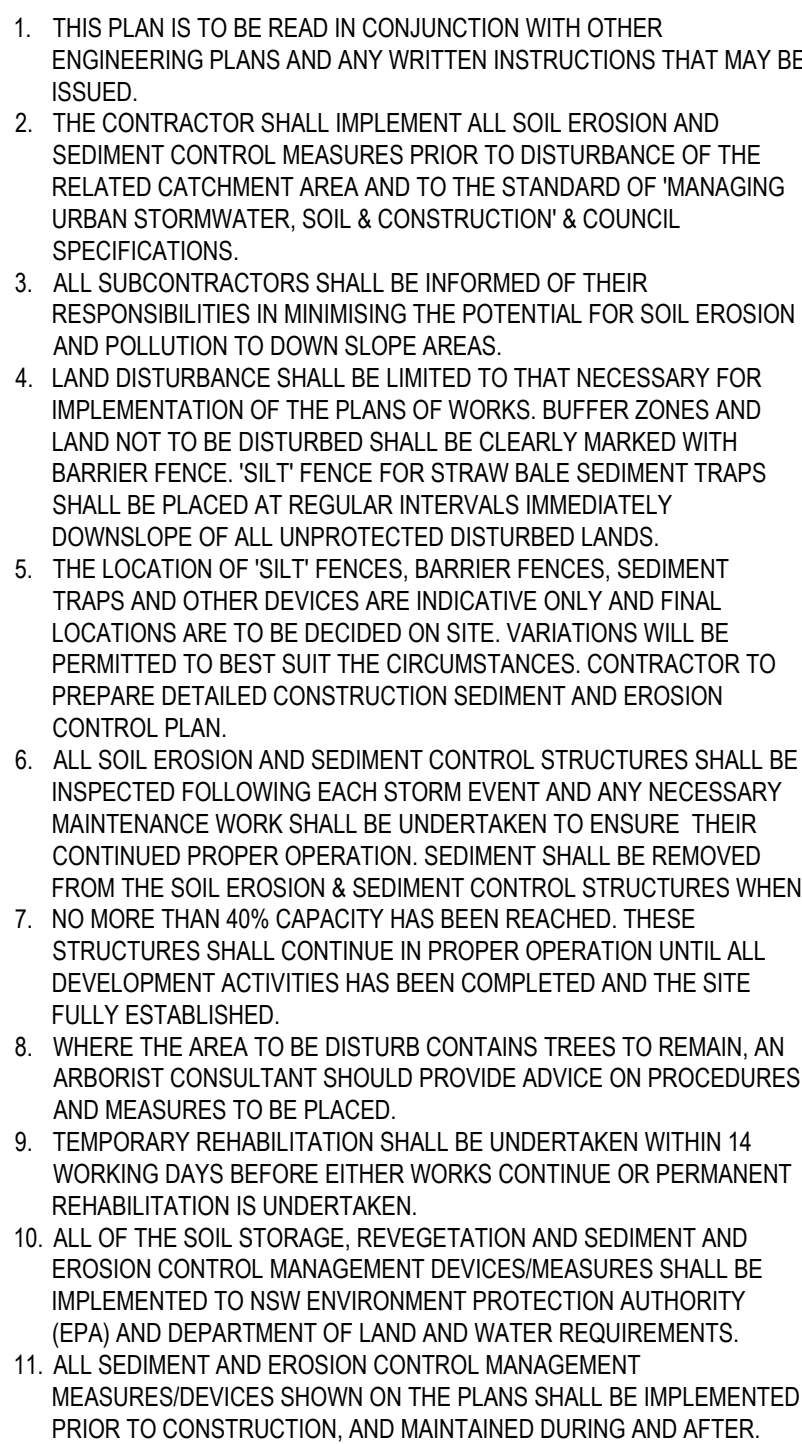 1. THIS PLAN IS TO BE READ IN CONJUNCTION WITH OTHER
ENGINEERING PLANS AND ANY WRITTEN INSTRUCTIONS THAT MAY BE
ISSUED.
2. THE CONTRACTOR SHALL IMPLEMENT ALL SOIL EROSION AND
SEDIMENT CONTROL MEASURES PRIOR TO DISTURBANCE OF THE
RELATED CATCHMENT AREA AND TO THE STANDARD OF 'MANAGING
URBAN STORMWATER, SOIL & CONSTRUCTION' & COUNCIL
SPECIFICATIONS.
3. ALL SUBCONTRACTORS SHALL BE INFORMED OF THEIR
RESPONSIBILITIES IN MINIMISING THE POTENTIAL FOR SOIL EROSION
AND POLLUTION TO DOWN SLOPE AREAS.
4. LAND DISTURBANCE SHALL BE LIMITED TO THAT NECESSARY FOR
IMPLEMENTATION OF THE PLANS OF WORKS. BUFFER ZONES AND
LAND NOT TO BE DISTURBED SHALL BE CLEARLY MARKED WITH
BARRIER FENCE. 'SILT' FENCE FOR STRAW BALE SEDIMENT TRAPS
SHALL BE PLACED AT REGULAR INTERVALS IMMEDIATELY
DOWNSLOPE OF ALL UNPROTECTED DISTURBED LANDS.
5. THE LOCATION OF 'SILT' FENCES, BARRIER FENCES, SEDIMENT
TRAPS AND OTHER DEVICES ARE INDICATIVE ONLY AND FINAL
LOCATIONS ARE TO BE DECIDED ON SITE. VARIATIONS WILL BE
PERMITTED TO BEST SUIT THE CIRCUMSTANCES. CONTRACTOR TO
PREPARE DETAILED CONSTRUCTION SEDIMENT AND EROSION
CONTROL PLAN.
6. ALL SOIL EROSION AND SEDIMENT CONTROL STRUCTURES SHALL BE
INSPECTED FOLLOWING EACH STORM EVENT AND ANY NECESSARY
MAINTENANCE WORK SHALL BE UNDERTAKEN TO ENSURE THEIR
CONTINUED PROPER OPERATION. SEDIMENT SHALL BE REMOVED
FROM THE SOIL EROSION & SEDIMENT CONTROL STRUCTURES WHEN
7. NO MORE THAN 40% CAPACITY HAS BEEN REACHED. THESE
STRUCTURES SHALL CONTINUE IN PROPER OPERATION UNTIL ALL
DEVELOPMENT ACTIVITIES HAS BEEN COMPLETED AND THE SITE
FULLY ESTABLISHED.
8. WHERE THE AREA TO BE DISTURB CONTAINS TREES TO REMAIN, AN
ARBORIST CONSULTANT SHOULD PROVIDE ADVICE ON PROCEDURES
AND MEASURES TO BE PLACED.
9. TEMPORARY REHABILITATION SHALL BE UNDERTAKEN WITHIN 14
WORKING DAYS BEFORE EITHER WORKS CONTINUE OR PERMANENT
REHABILITATION IS UNDERTAKEN.
10. ALL OF THE SOIL STORAGE, REVEGETATION AND SEDIMENT AND
EROSION CONTROL MANAGEMENT DEVICES/MEASURES SHALL BE
IMPLEMENTED TO NSW ENVIRONMENT PROTECTION AUTHORITY
(EPA) AND DEPARTMENT OF LAND AND WATER REQUIREMENTS.
11. ALL SEDIMENT AND EROSION CONTROL MANAGEMENT
MEASURES/DEVICES SHOWN ON THE PLANS SHALL BE IMPLEMENTED
PRIOR TO CONSTRUCTION, AND MAINTAINED DURING AND AFTER.